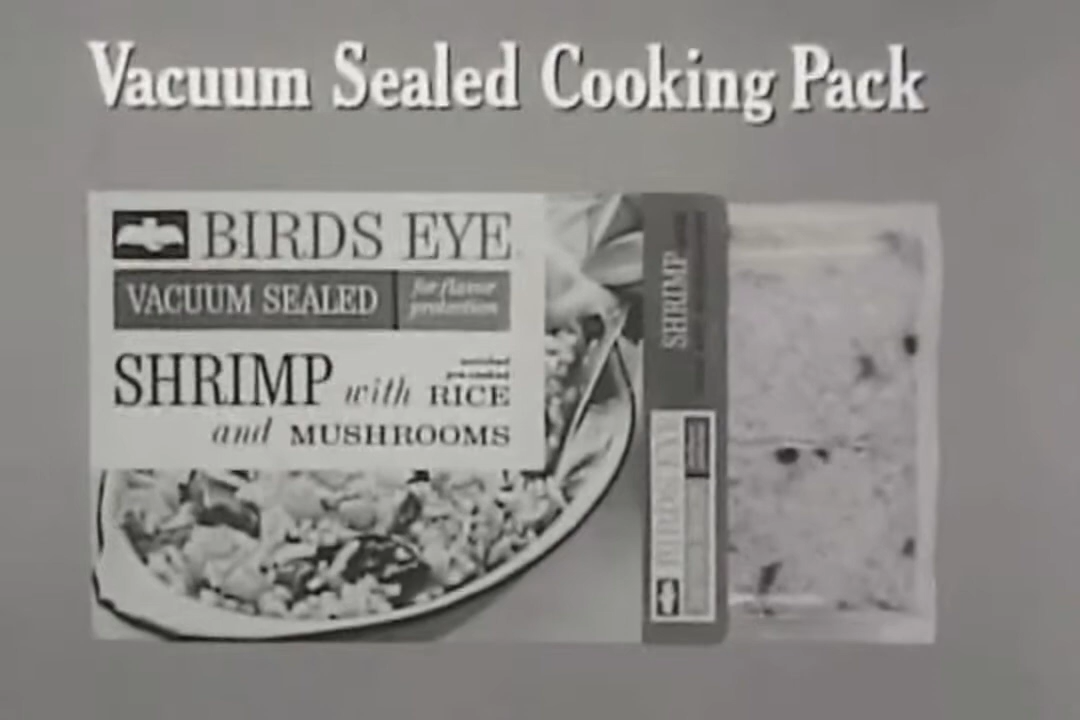 Vacuum Sealed Cooking Pack
BIRDS EYE
VACUUM SEALED
for flavor
protection
SHRIMP with RICE
and MUSHROOMS
SHRIMP
BIRDS EYE